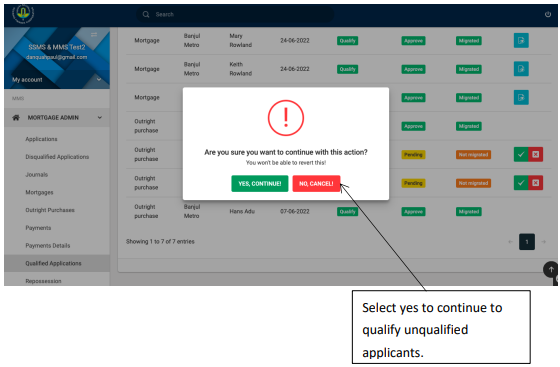 Search
SSMS & MMS Test2
danquahpaul@gmail.com
My account
MMS
MORTGAGE ADMIN
Applications
Disqualified Applications
Journals
Mortgages
Outright Purchases
Payments
Payments Details
Qualified Applications
Repossession
Mortgage Banjul Metro Mary Rowland 24-06-2022 Qualify Approve Migrated
Mortgage Banjul Metro Keith Rowland 24-06-2022 Qualify Approve Migrated
Mortgage Approve Migrated
Outright purchase Approve Migrated
Outright purchase Pending Not migrated
Outright purchase Pending Not migrated
Outright purchase Banjul Metro Hans Adu 07-06-2022 Qualify Approve Migrated
Showing 1 to 7 of 7 entries
1
!
Are you sure you want to continue with this action?
You won't be able to revert this!
YES, CONTINUE! NO, CANCEL!
Select yes to continue to
qualify unqualified
applicants.